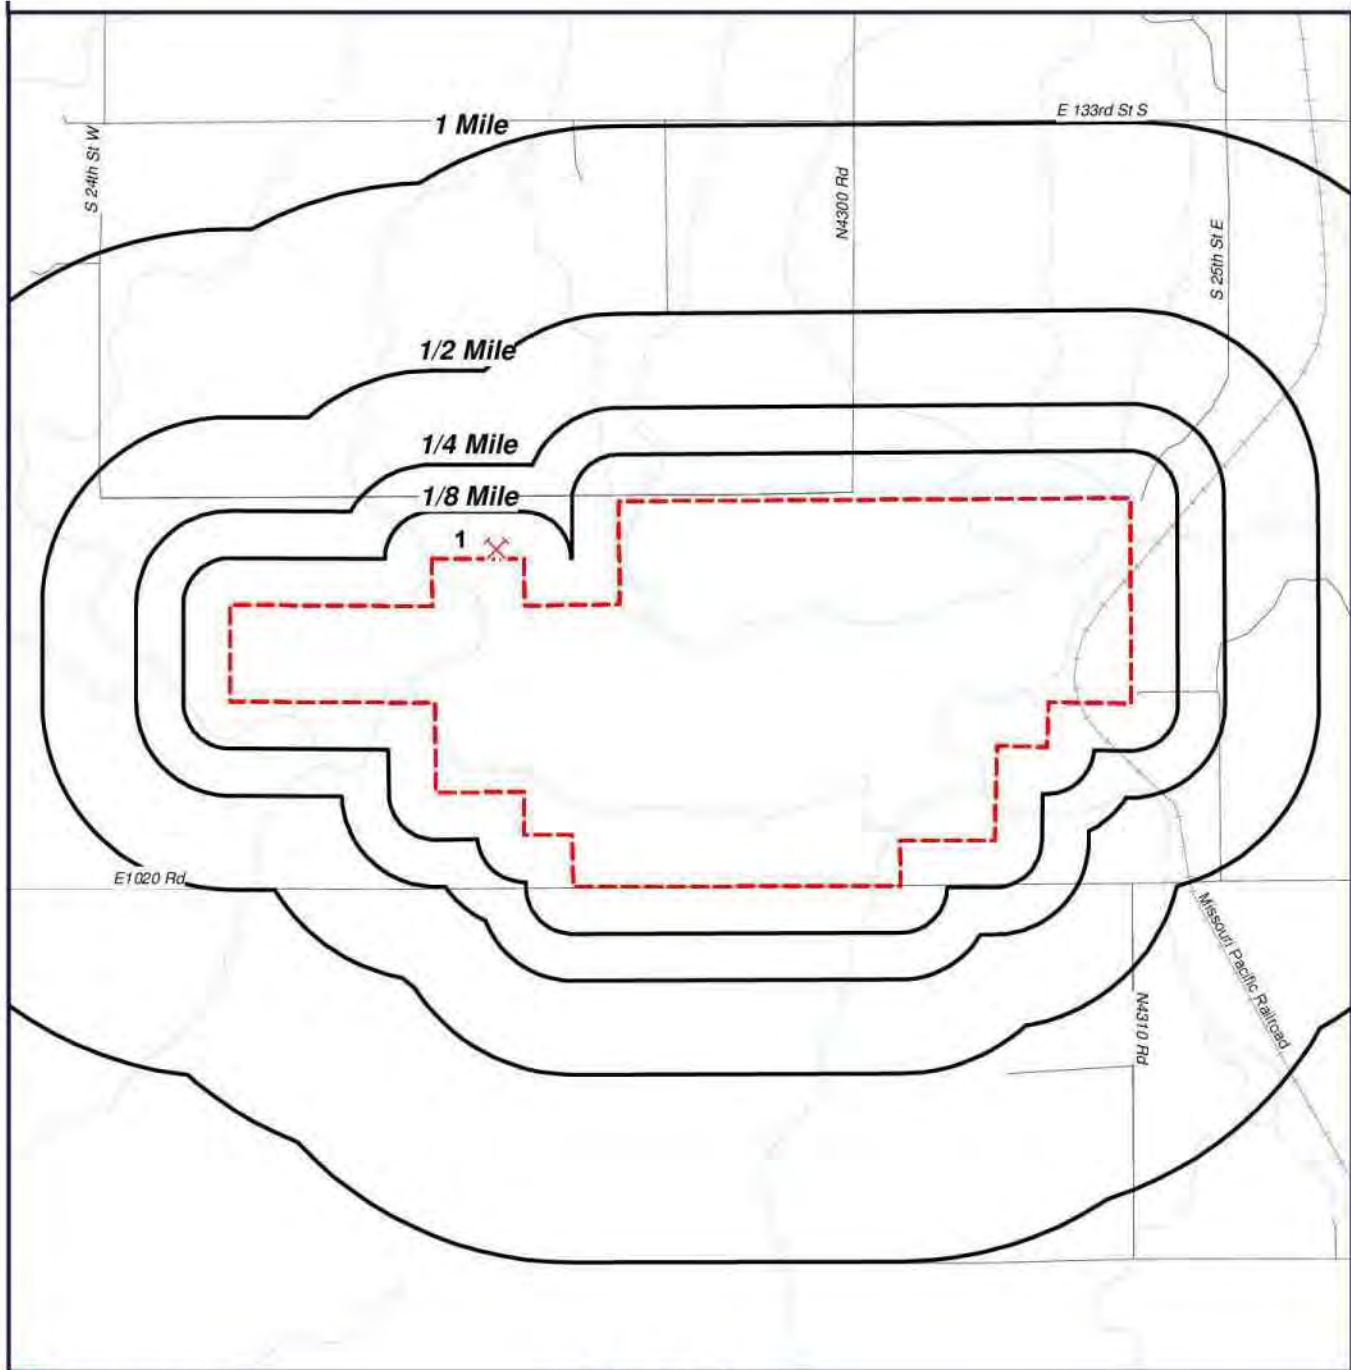 E 133rd St S
1 Mile
S 24th St W
N4300 Rd
S 25th St E
1/2 Mile
1/4 Mile
1/8 Mile
1
E1020 Rd
Missouri Pacific Railroad
N4310 Rd